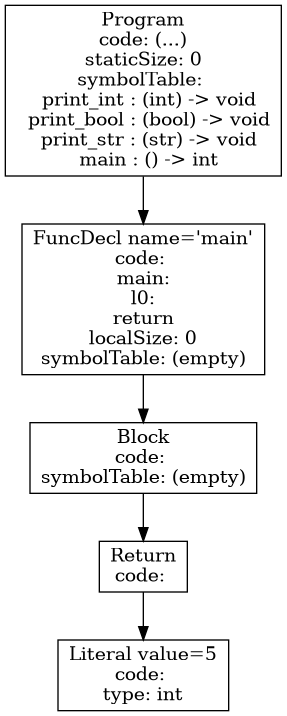 Program
code: (...)
staticSize: 0
symbolTable:
print_int : (int) -> void
print_bool : (bool) -> void
print_str : (str) -> void
main : () -> int
FuncDecl name='main'
code:
main:
l0:
return
localSize: 0
symbolTable: (empty)
Block
code:
symbolTable: (empty)
Return
code:
Literal value=5
code:
type: int